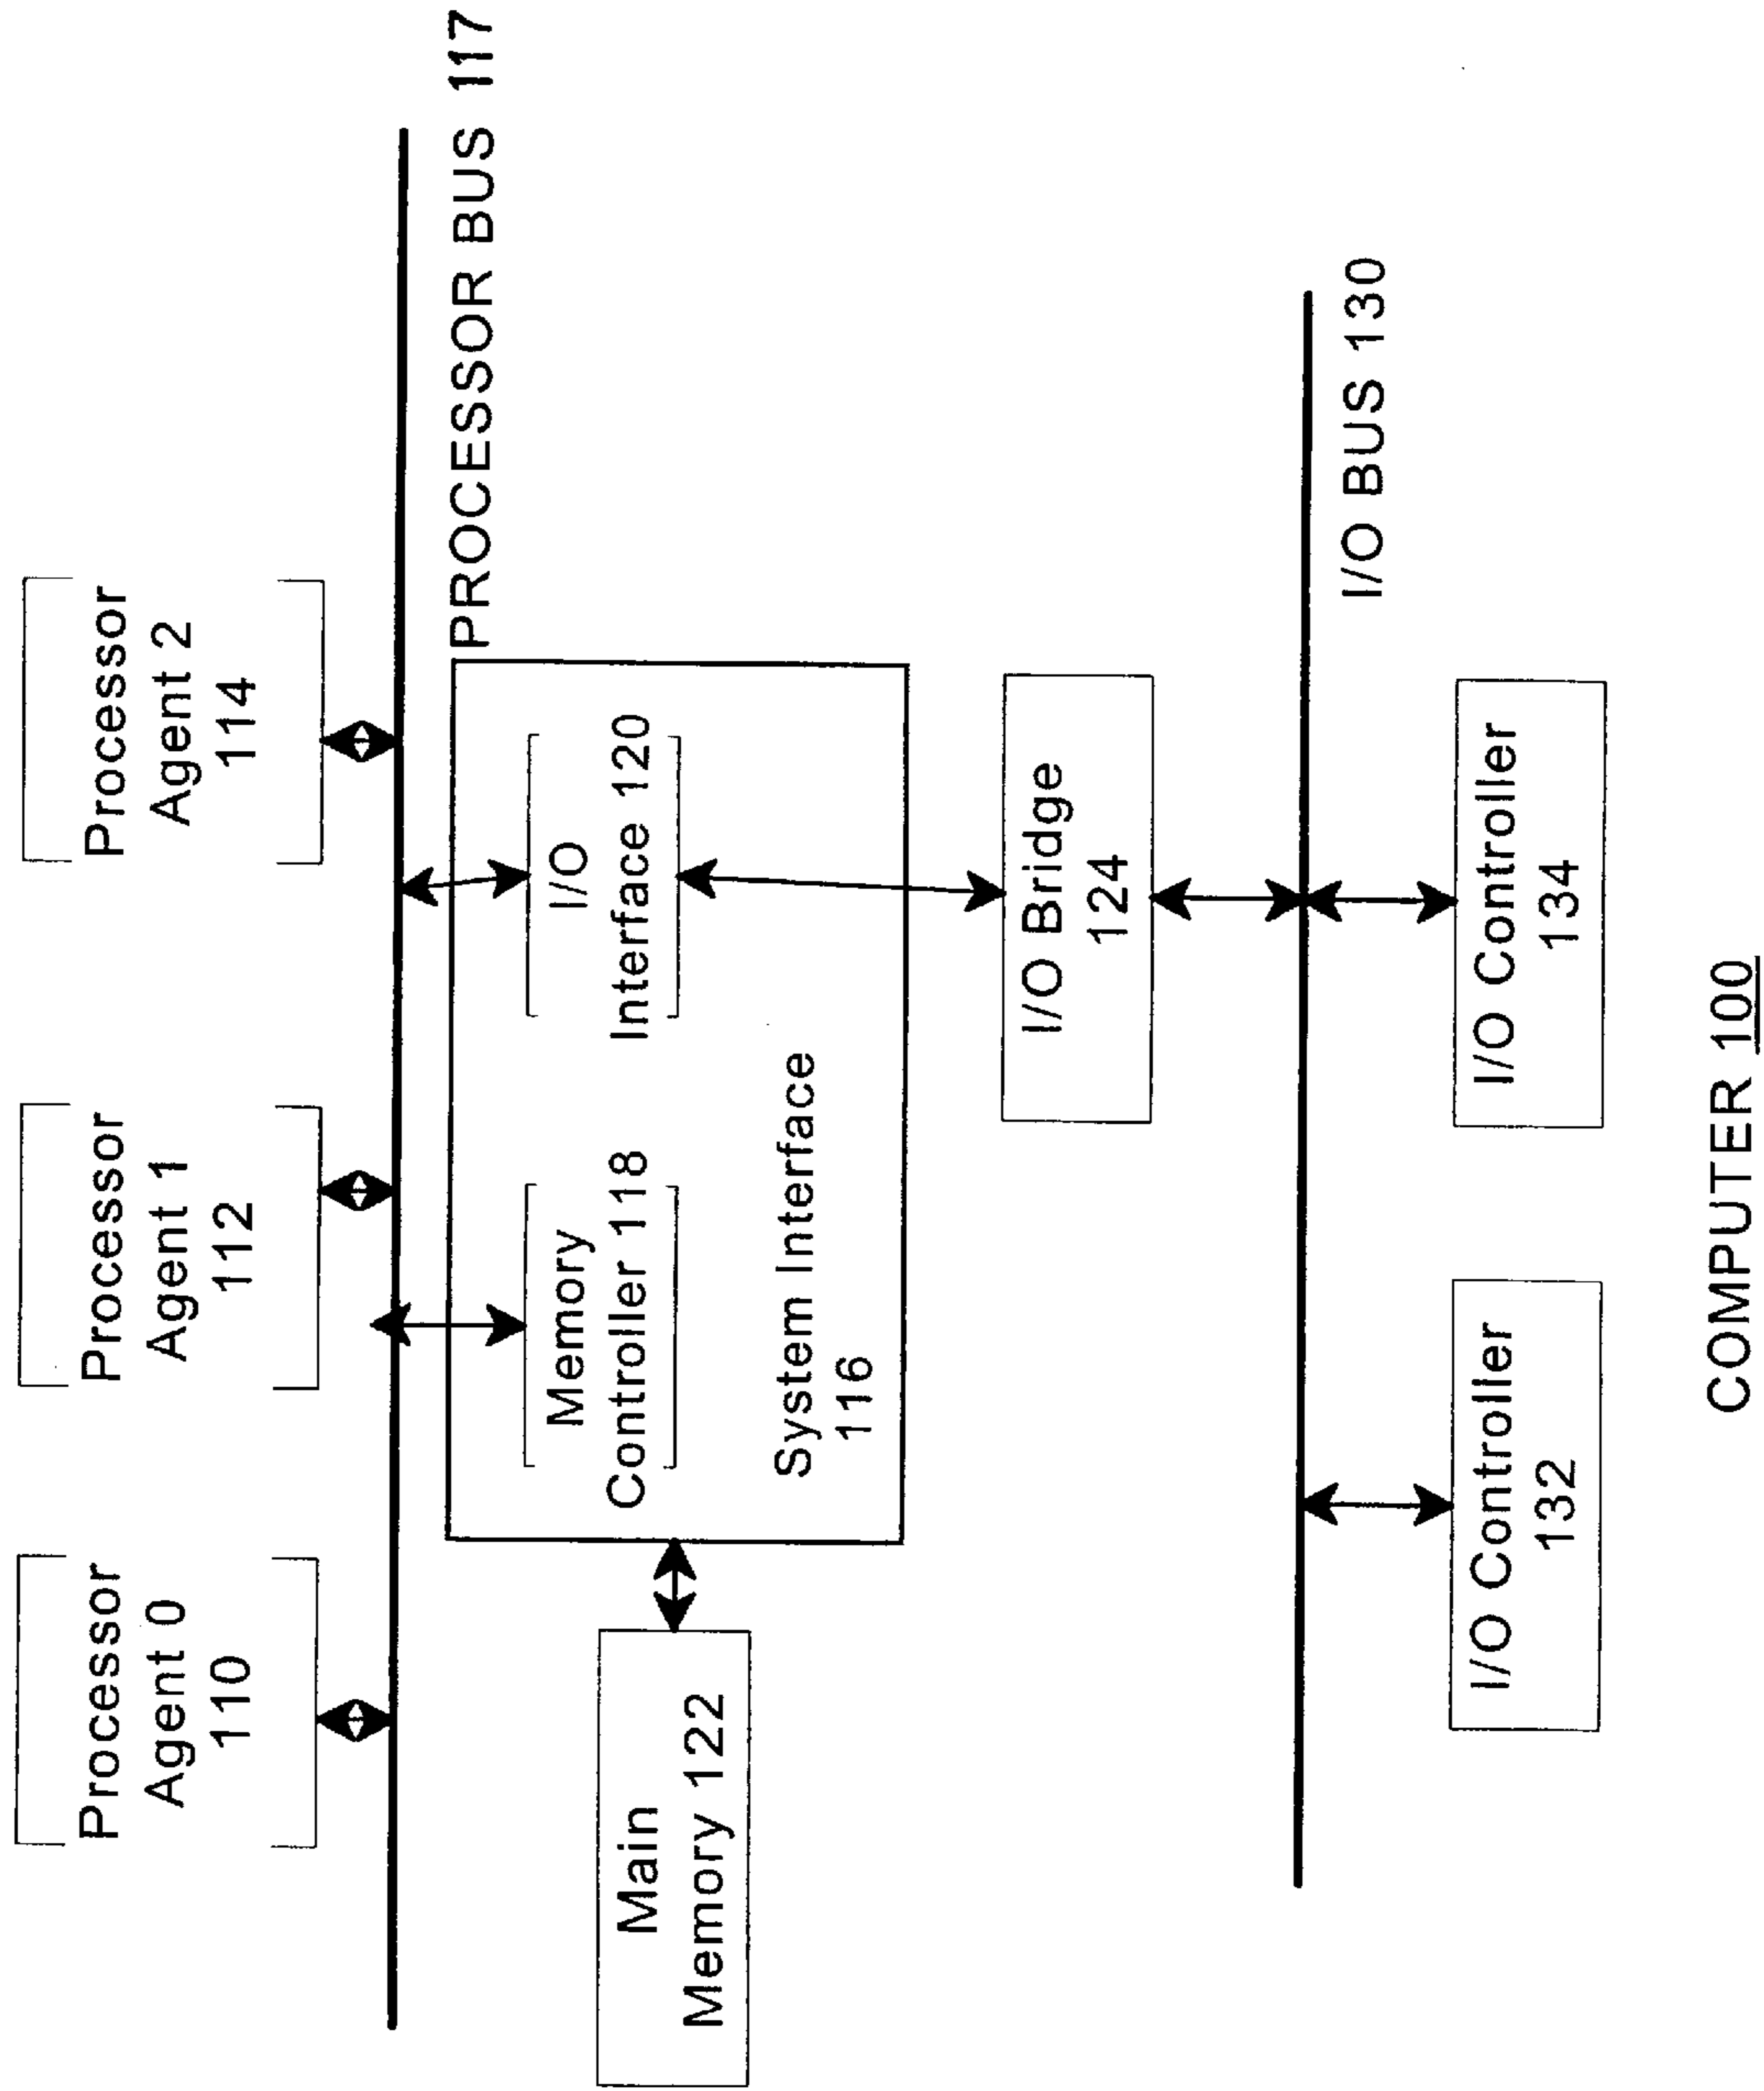 Processor
Agent 0
110
Processor
Agent 1
112
Processor
Agent 2
114
PROCESSOR BUS 117
Main
Memory 122
Memory
Controller 118
I/O
Interface 120
System Interface
116
I/O Bridge
124
I/O BUS 130
I/O Controller
132
I/O Controller
134
COMPUTER 100